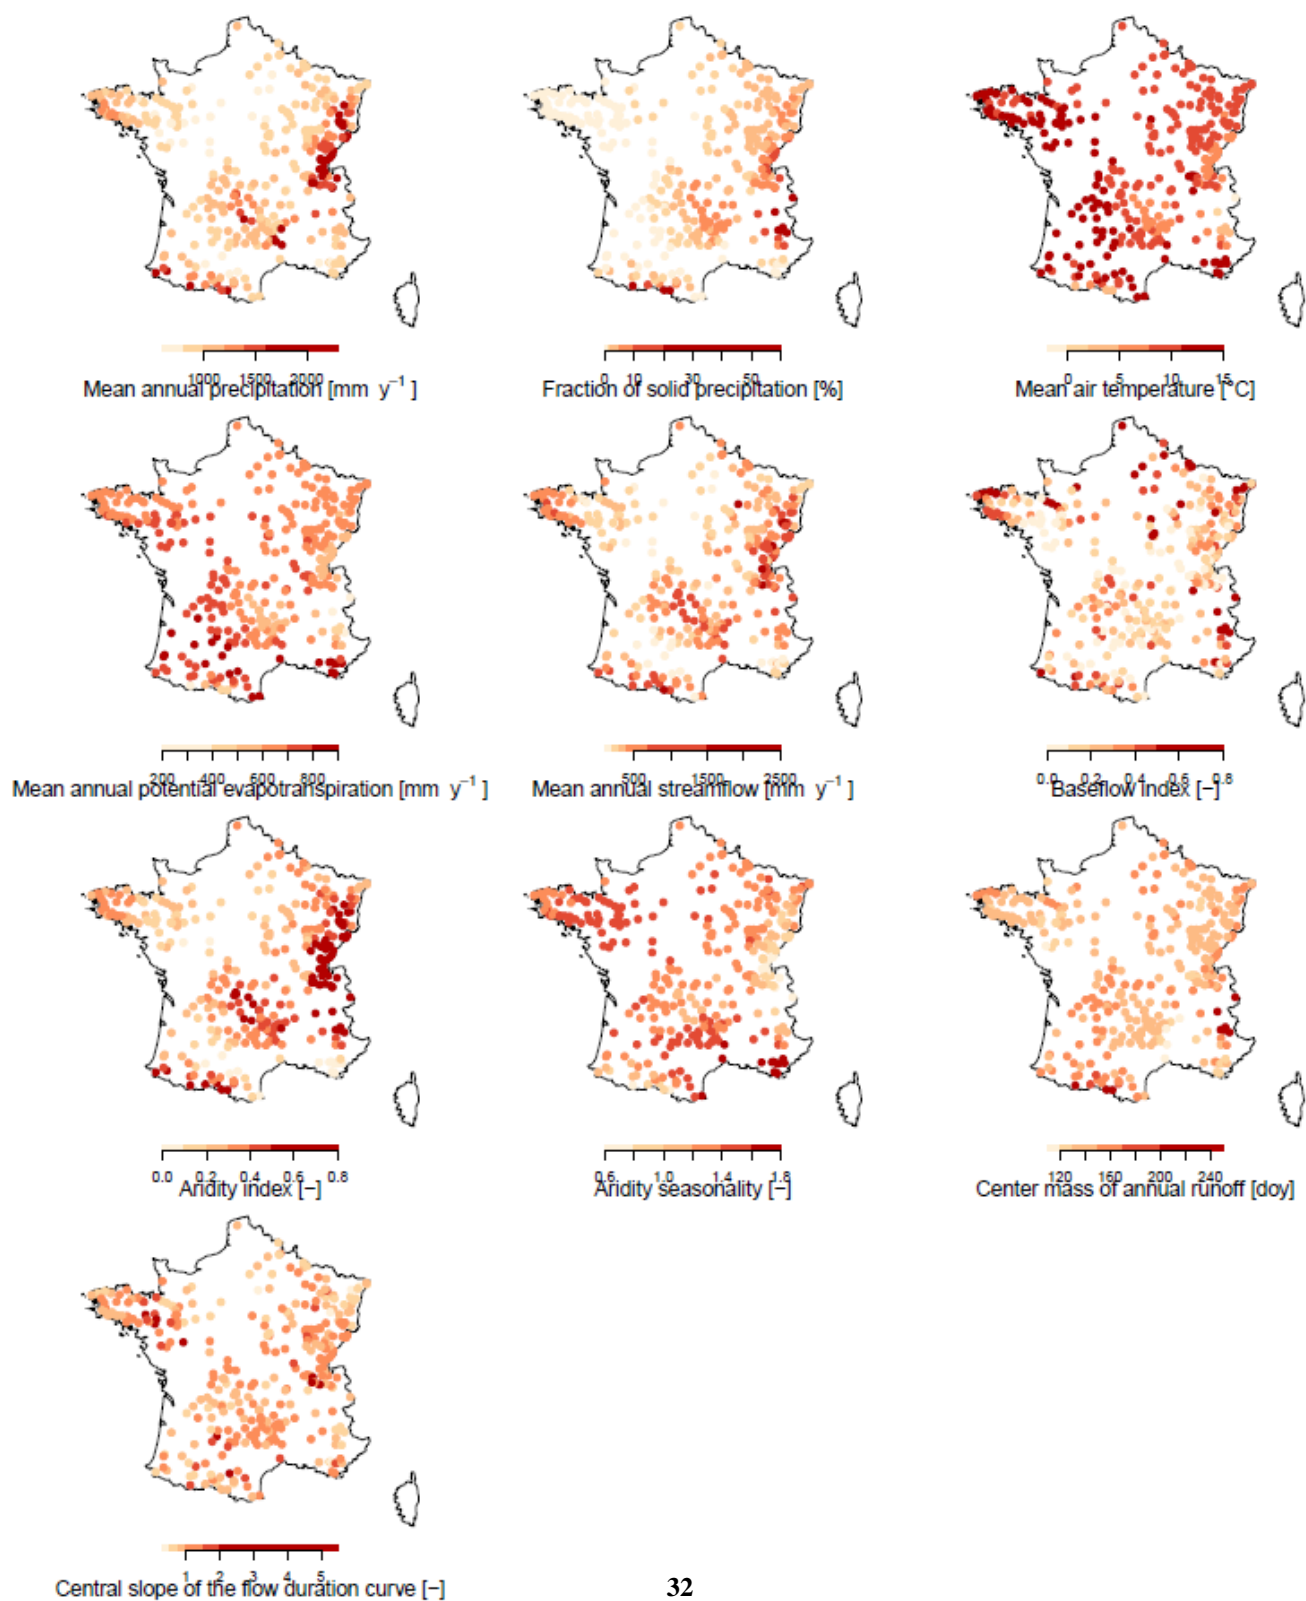 1000 1500 2000
Mean annual precipitation [mm y−1 ]
0 10 30 50
Fraction of solid precipitation [%]
0 5 10 15
Mean air temperature [°C]
200 400 600 800
Mean annual potential evapotranspiration [mm y−1 ]
500 1500 2500
Mean annual streamflow [mm y−1 ]
0.0 0.2 0.4 0.6 0.8
Baseflow index [−]
0.0 0.2 0.4 0.6 0.8
Aridity index [−]
0.6 1.0 1.4 1.8
Aridity seasonality [−]
120 160 200 240
Center mass of annual runoff [doy]
1 2 3 4 5
Central slope of the flow duration curve [−]
32